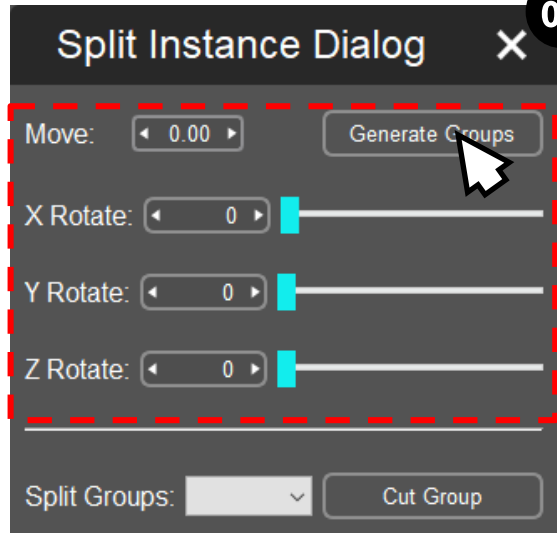 Split Instance Dialog
Move: 0.00 Generate Groups
X Rotate: 0
Y Rotate: 0
Z Rotate: 0
Split Groups: Cut Group